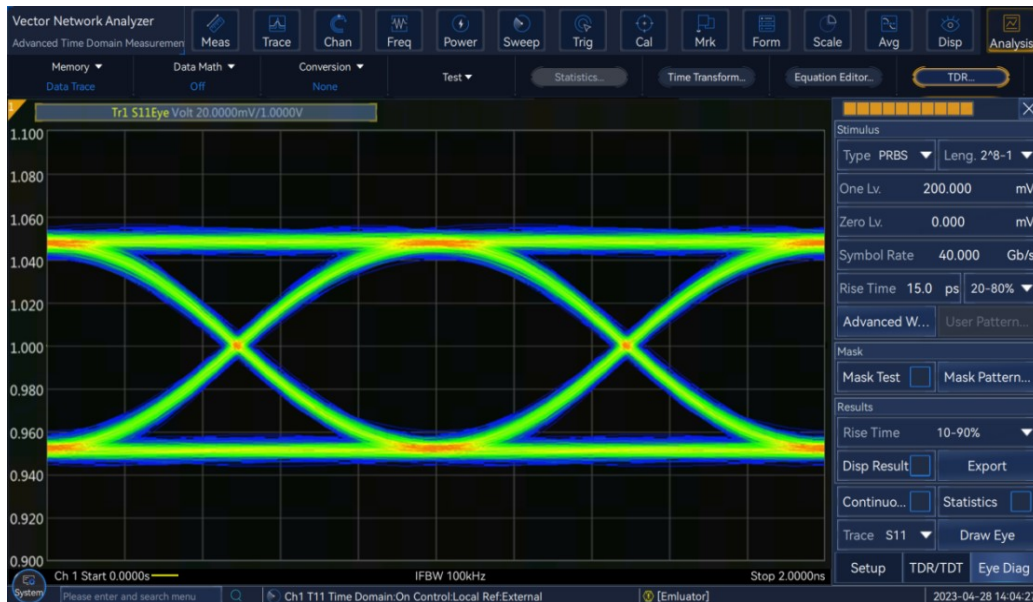 Vector Network Analyzer
Advanced Time Domain Measuremen
Meas Trace Chan Freq Power Sweep Trig Cal Mrk Form Scale Avg Disp Analysis
Memory Data Math Conversion Test Statistics... Time Transform... Equation Editor... TDR...
Data Trace Off None
1 Tr1 S11Eye Volt 20.0000mV/1.0000V
1.100
1.080
1.060
1.040
1.020
1.000
0.980
0.960
0.940
0.920
0.900
Stimulus
Type PRBS Leng. 2^8-1
One Lv. 200.000 mV
Zero Lv. 0.000 mV
Symbol Rate 40.000 Gb/s
Rise Time 15.0 ps 20-80%
Advanced W... User Pattern...
Mask
Mask Test Mask Pattern...
Results
Rise Time 10-90%
Disp Result Export
Continuo... Statistics
Trace S11 Draw Eye
Setup TDR/TDT Eye Diag
Ch 1 Start 0.0000s IFBW 100kHz Stop 2.0000ns
System Please enter and search menu Ch1 T11 Time Domain:On Control:Local Ref:External [Emluator] 2023-04-28 14:04:2